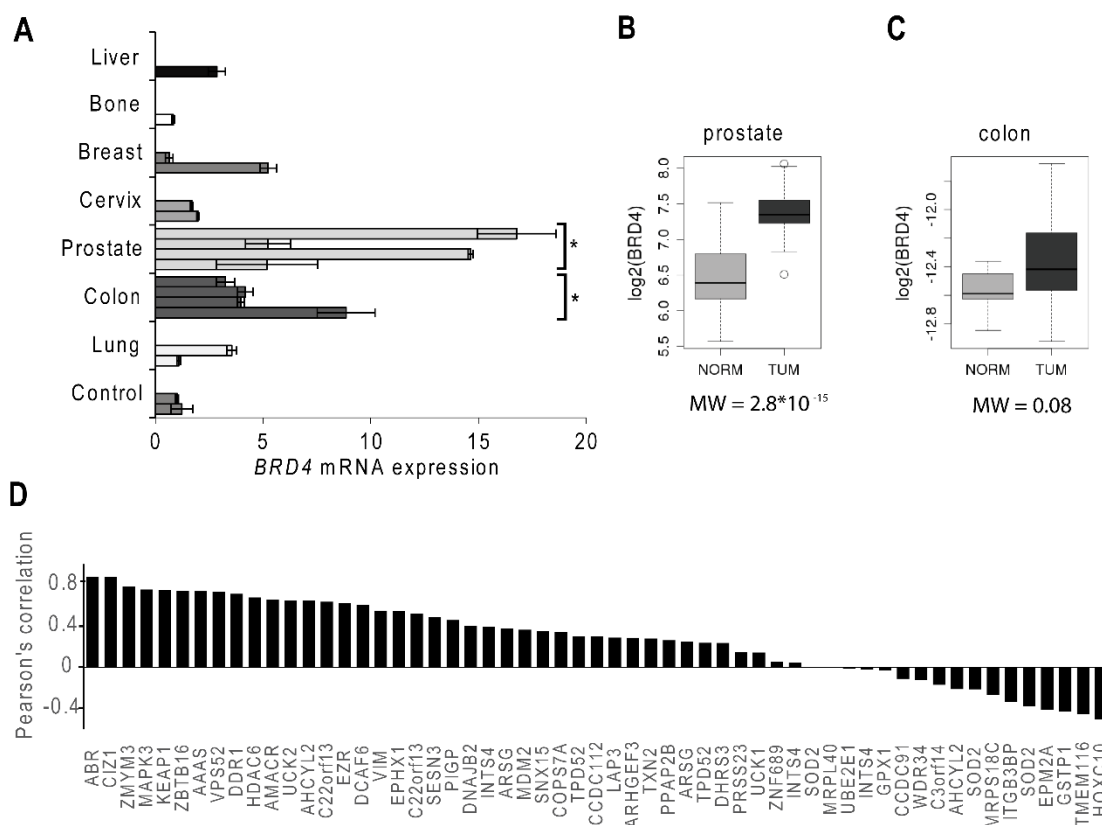 A
Liver
Bone
Breast
Cervix
Prostate
Colon
Lung
Control
*
*
0 5 10 15 20
BRD4 mRNA expression
B
prostate
log2(BRD4)
8.0
7.5
7.0
6.5
6.0
5.5
NORM TUM
MW = 2.8*10 -15
C
colon
log2(BRD4)
-12.0
-12.4
-12.8
NORM TUM
MW = 0.08
D
Pearson's correlation
0.8
0.4
0
-0.4
ABR
CIZ1
ZMYM3
MAPK3
KEAP1
ZBTB16
AAAS
VPS52
DDR1
HDAC6
AMACR
UCK2
AHCYL2
C22orf13
EZR
DCAF6
VIM
EPHX1
C22orf13
SESN3
PIGP
DNAJB2
INTS4
ARSG
MDM2
SNX15
COPS7A
TPD52
CCDC112
LAP3
ARHGEF3
TXN2
PPAP2B
ARSG
TPD52
DHRS3
PRSS23
UCK1
ZNF689
INTS4
SOD2
MRPL40
UBE2E1
INTS4
GPX1
CCDC91
WDR34
C3orf14
AHCYL2
SOD2
MRPS18C
ITGB3BP
SOD2
EPM2A
GSTP1
TMEM116
HOXC10